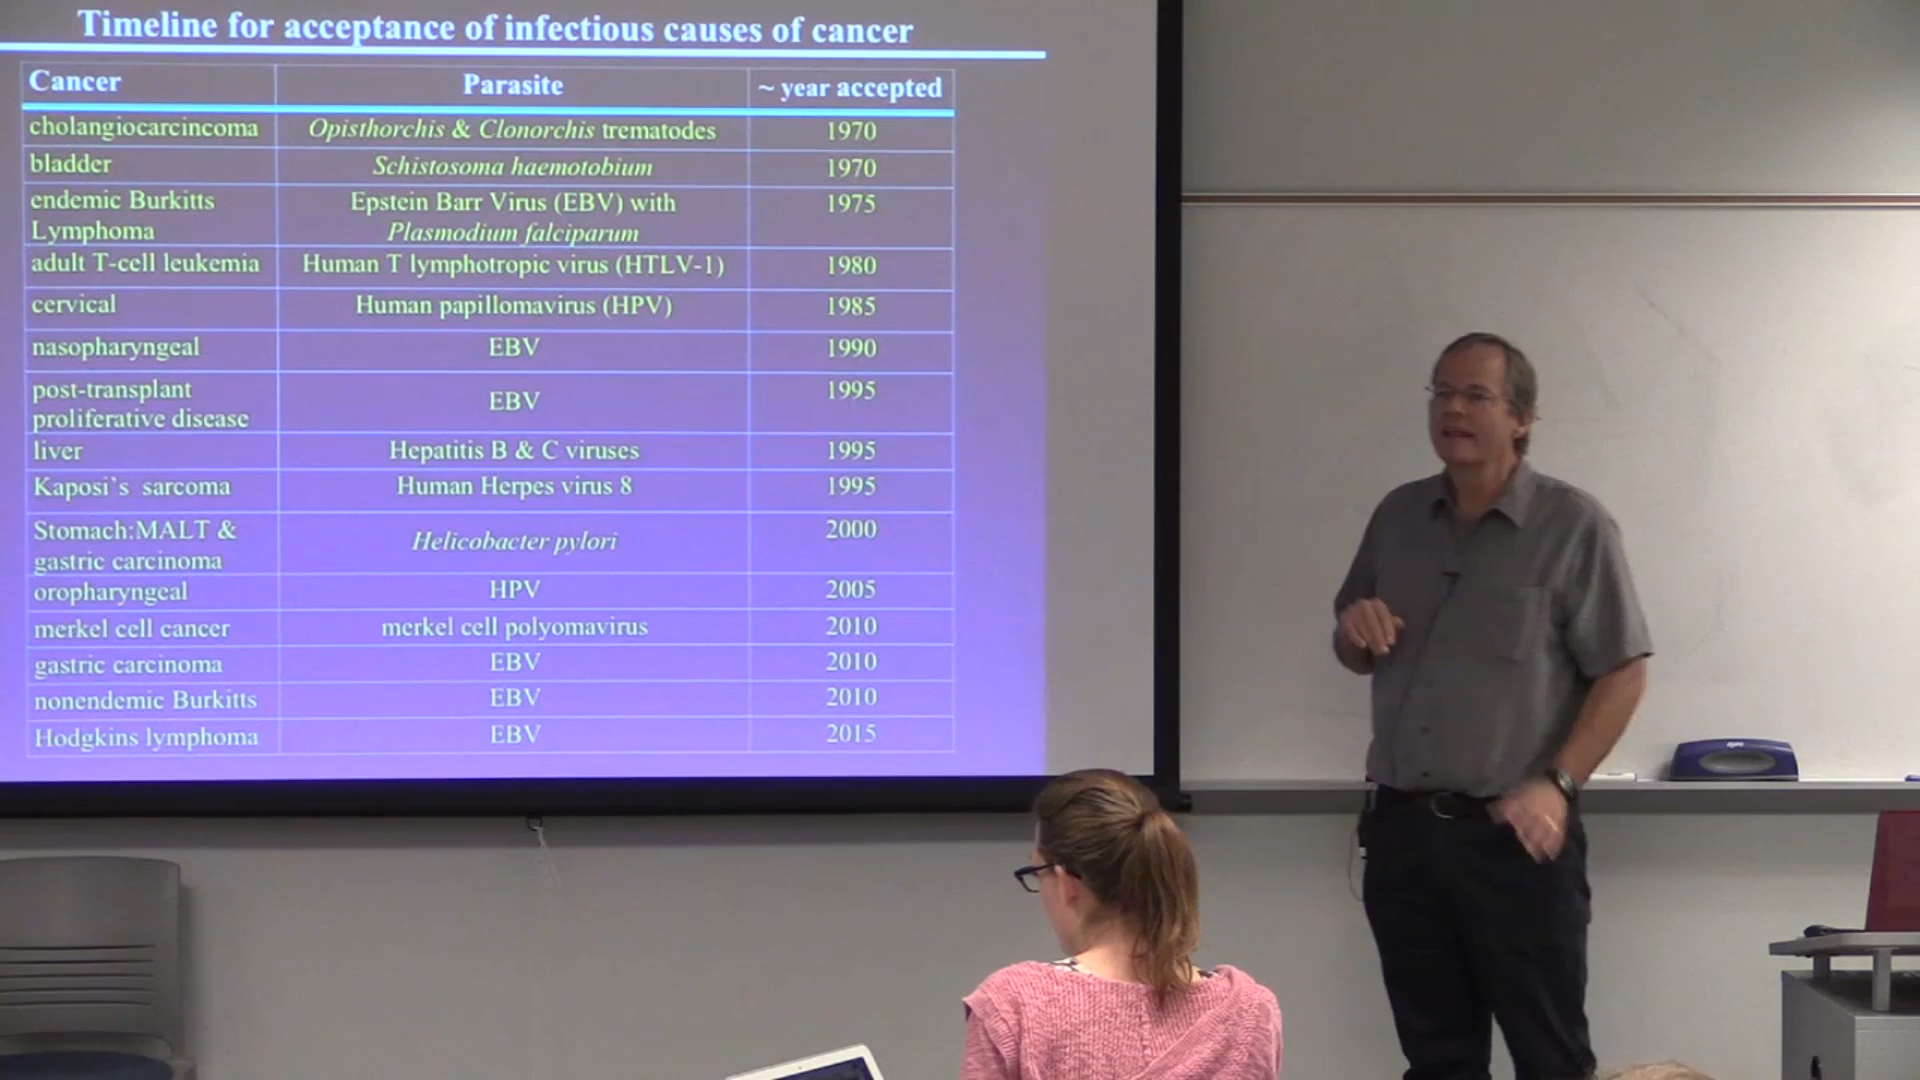 Timeline for acceptance of infectious causes of cancer
Cancer Parasite ~ year accepted
cholangiocarcincoma Opisthorchis & Clonorchis trematodes 1970
bladder Schistosoma haemotobium 1970
endemic Burkitts Epstein Barr Virus (EBV) with 1975
Lymphoma Plasmodium falciparum
adult T-cell leukemia Human T lymphotropic virus (HTLV-1) 1980
cervical Human papillomavirus (HPV) 1985
nasopharyngeal EBV 1990
post-transplant EBV 1995
proliferative disease
liver Hepatitis B & C viruses 1995
Kaposi's sarcoma Human Herpes virus 8 1995
Stomach:MALT & Helicobacter pylori 2000
gastric carcinoma
oropharyngeal HPV 2005
merkel cell cancer merkel cell polyomavirus 2010
gastric carcinoma EBV 2010
nonendemic Burkitts EBV 2010
Hodgkins lymphoma EBV 2015